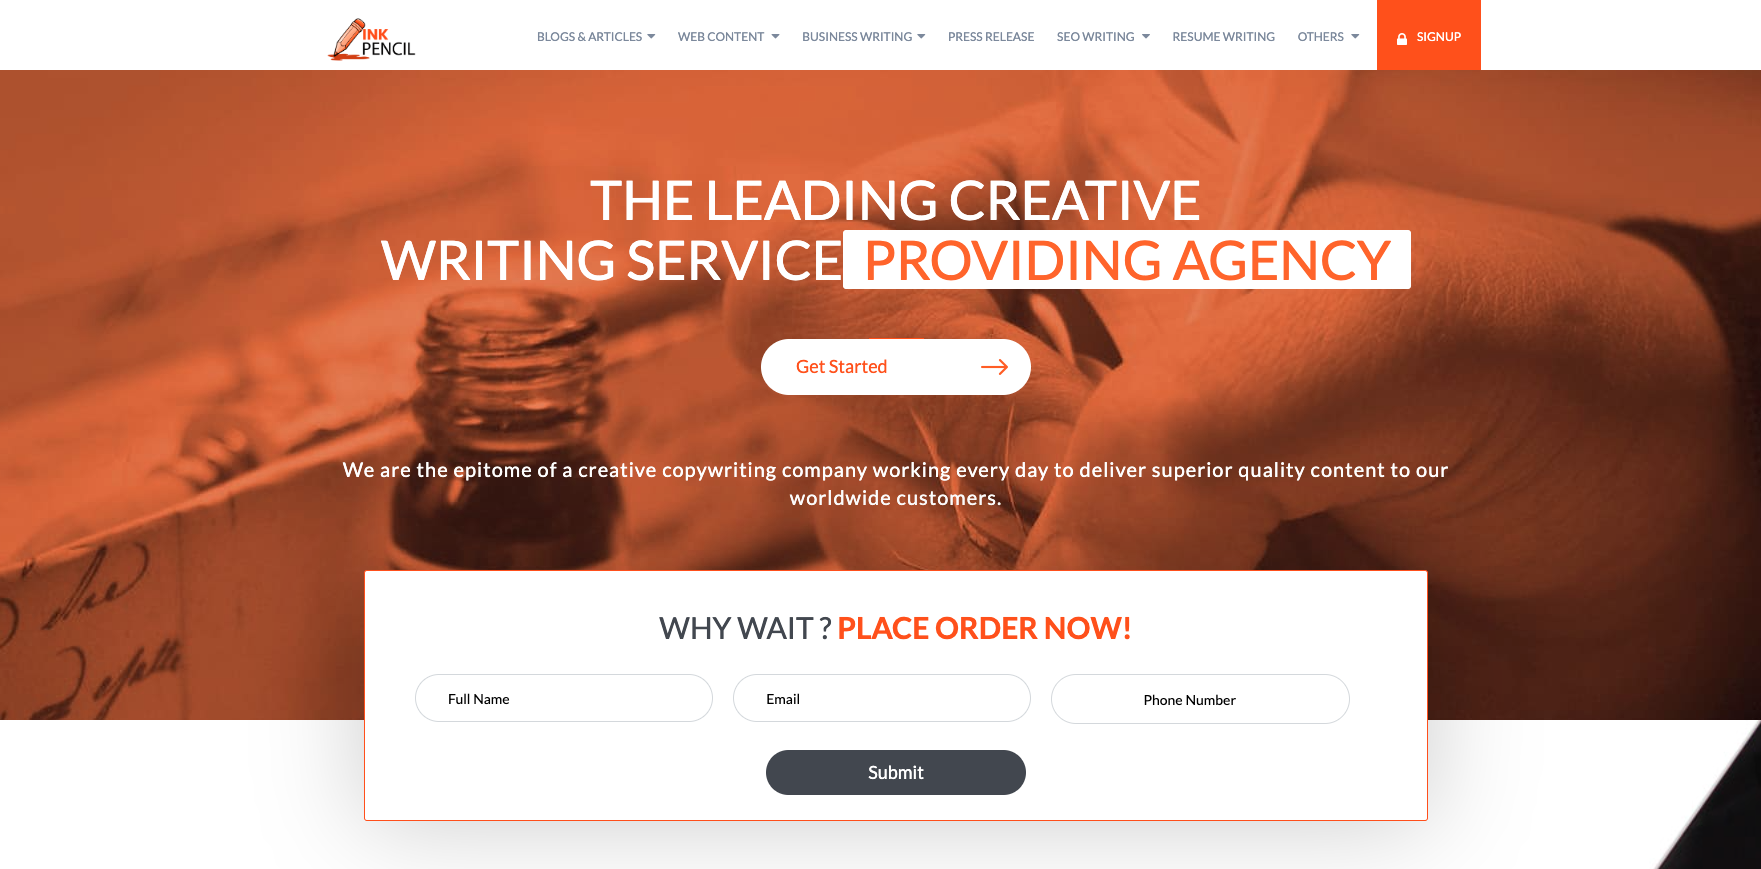 INK
PENCIL
BLOGS & ARTICLES
WEB CONTENT
BUSINESS WRITING
PRESS RELEASE
SEO WRITING
RESUME WRITING
OTHERS
SIGNUP
THE LEADING CREATIVE
WRITING SERVICE PROVIDING AGENCY
Get Started
We are the epitome of a creative copywriting company working every day to deliver superior quality content to our
worldwide customers.
WHY WAIT ? PLACE ORDER NOW!
Full Name
Email
Phone Number
Submit